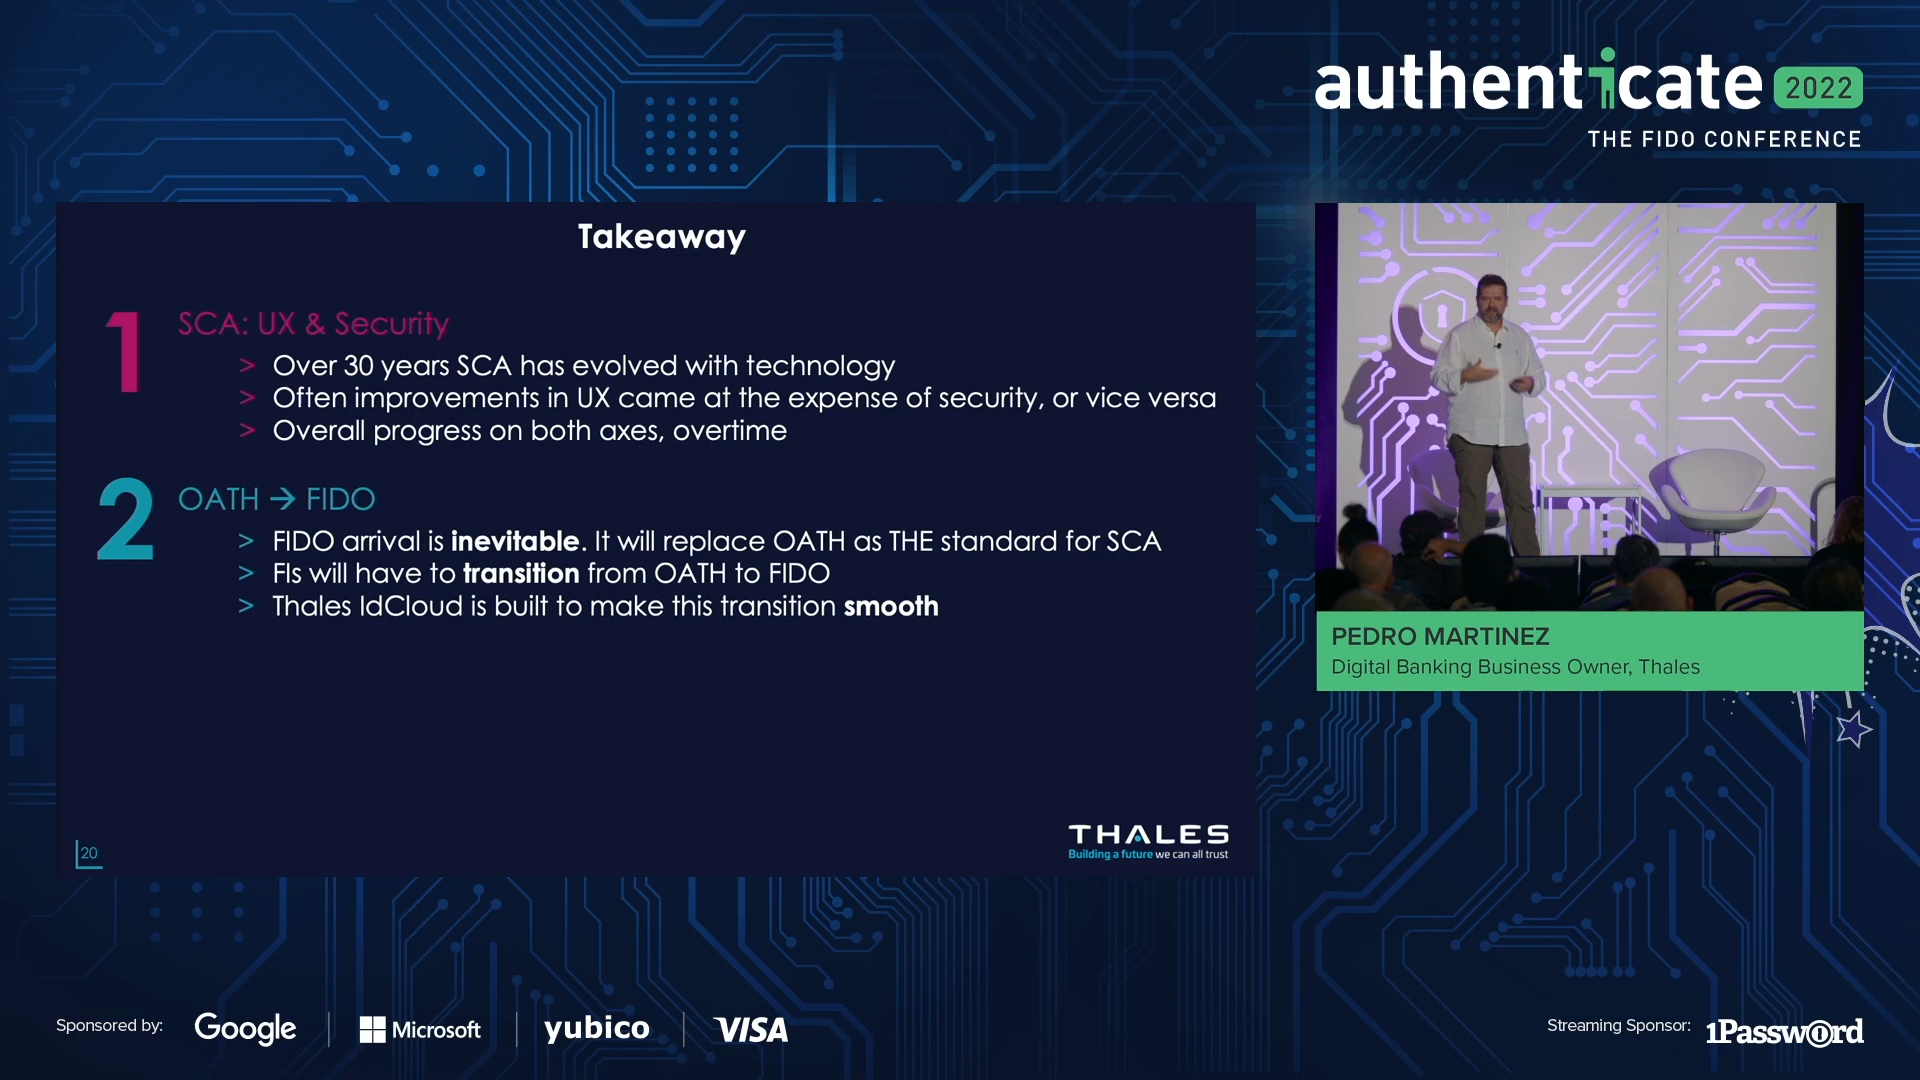 authenticate 2022
THE FIDO CONFERENCE
Takeaway
1 SCA: UX & Security
> Over 30 years SCA has evolved with technology
> Often improvements in UX came at the expense of security, or vice versa
> Overall progress on both axes, overtime
2 OATH → FIDO
> FIDO arrival is inevitable. It will replace OATH as THE standard for SCA
> FIs will have to transition from OATH to FIDO
> Thales IdCloud is built to make this transition smooth
20
THALES
Building a future we can all trust
PEDRO MARTINEZ
Digital Banking Business Owner, Thales
Sponsored by: Google Microsoft yubico VISA
Streaming Sponsor: 1Password